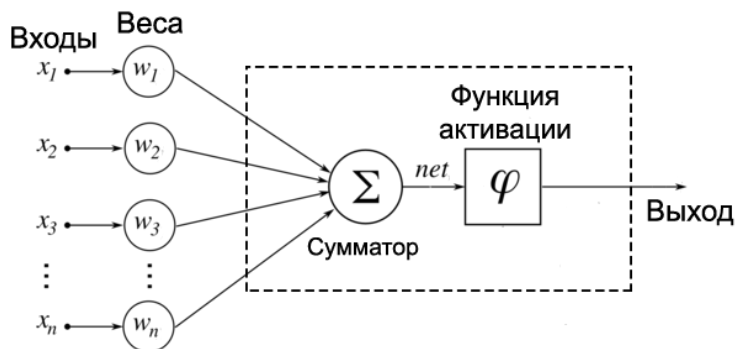 Входы
Веса
x1
w1
x2
w2
x3
w3
xn
wn
Σ
Сумматор
net
Функция
активации
φ
Выход